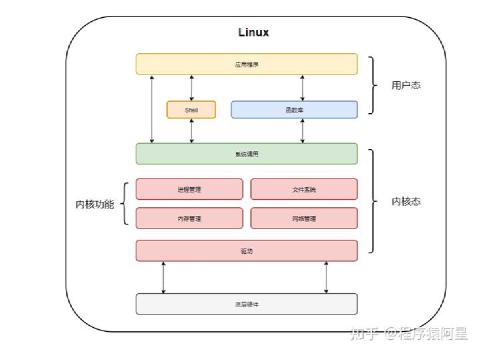 Linux
应用程序
用户态
Shell
函数库
系统调用
进程管理
文件系统
内核功能
内核态
内存管理
网络管理
驱动
底层硬件
知乎 @程序猿阿星